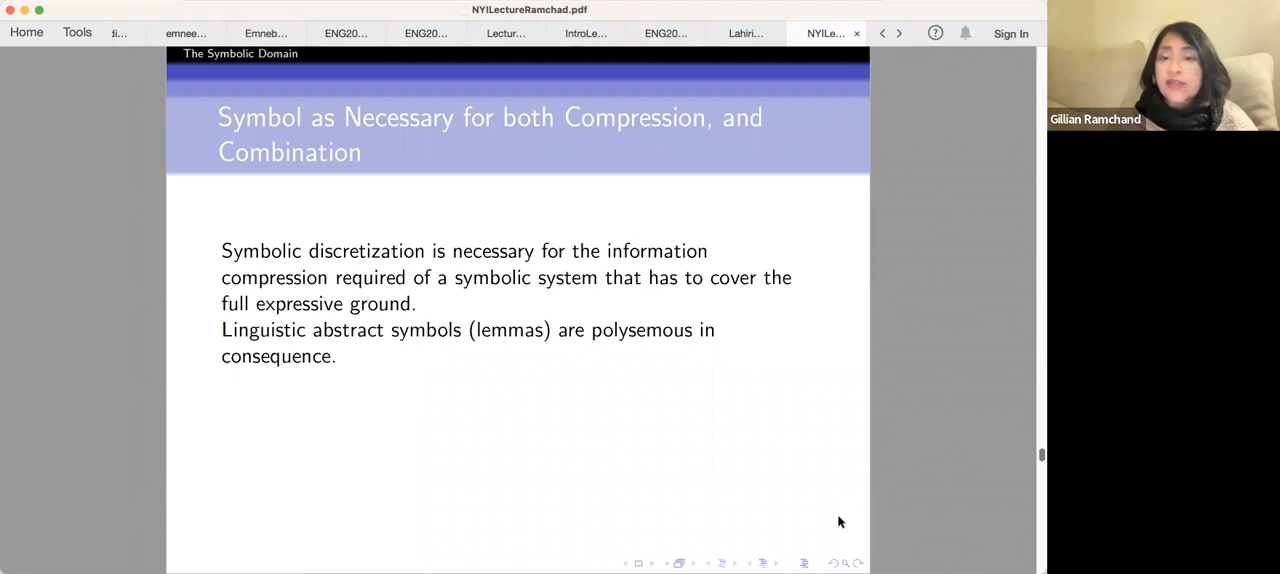 NYILectureRamchad.pdf
Home Tools di... emnee... Emneb... ENG20... ENG20... Lectur... IntroLe... ENG20... Lahiri... NYILe... × Sign In
The Symbolic Domain
Symbol as Necessary for both Compression, and
Combination
Symbolic discretization is necessary for the information
compression required of a symbolic system that has to cover the
full expressive ground.
Linguistic abstract symbols (lemmas) are polysemous in
consequence.
Gillian Ramchand